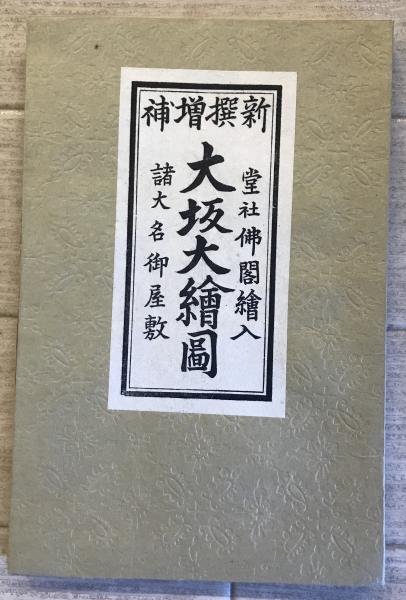 新撰増補
堂社佛閣繪入
大坂大繪圖
諸大名御屋敷